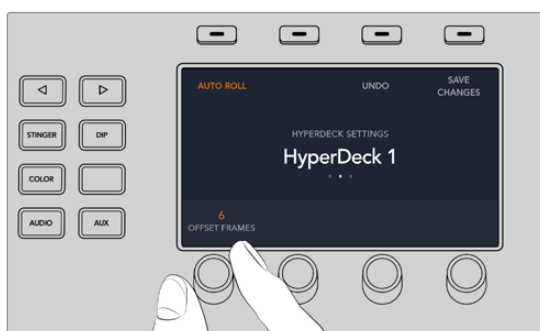 AUTO ROLL
UNDO
SAVE
CHANGES
STINGER
DIP
HYPERDECK SETTINGS
HyperDeck 1
COLOR
AUDIO
AUX
6
OFFSET FRAMES